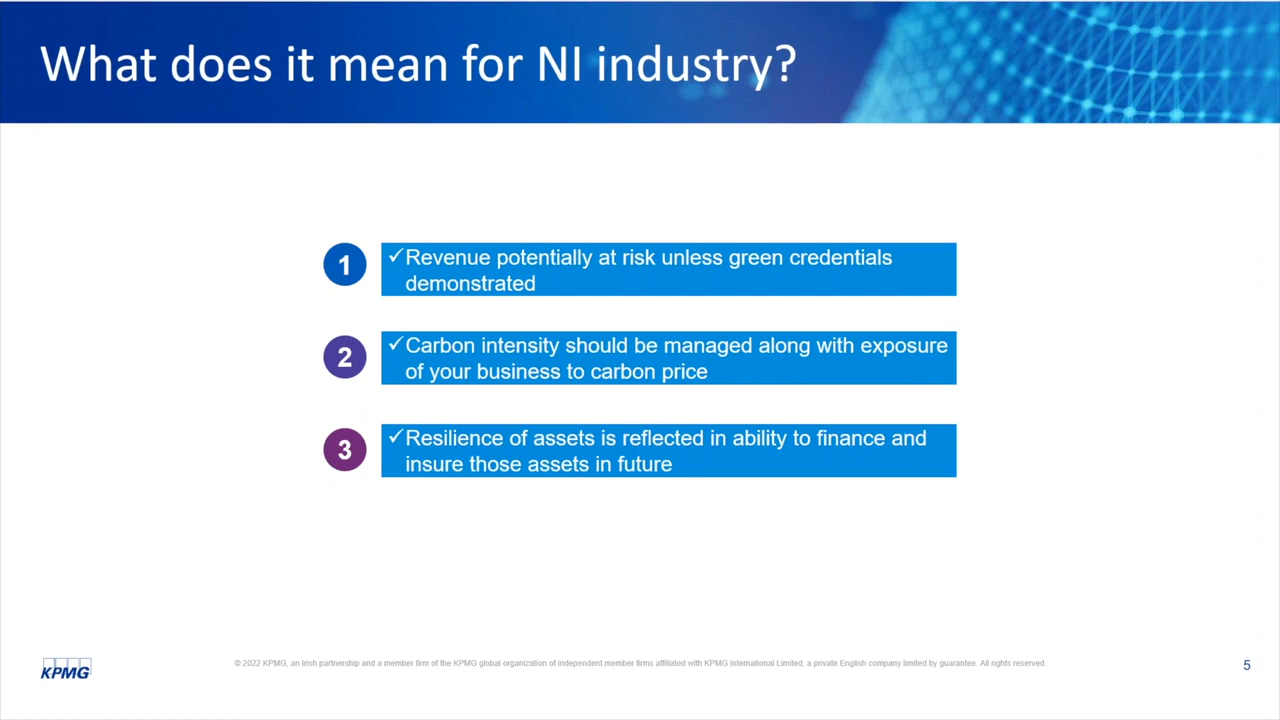 What does it mean for NI industry?
1
✓Revenue potentially at risk unless green credentials
demonstrated
2
✓Carbon intensity should be managed along with exposure
of your business to carbon price
3
✓Resilience of assets is reflected in ability to finance and
insure those assets in future
KPMG
© 2022 KPMG, an Irish partnership and a member firm of the KPMG global organization of independent member firms affiliated with KPMG International Limited, a private English company limited by guarantee. All rights reserved.
5